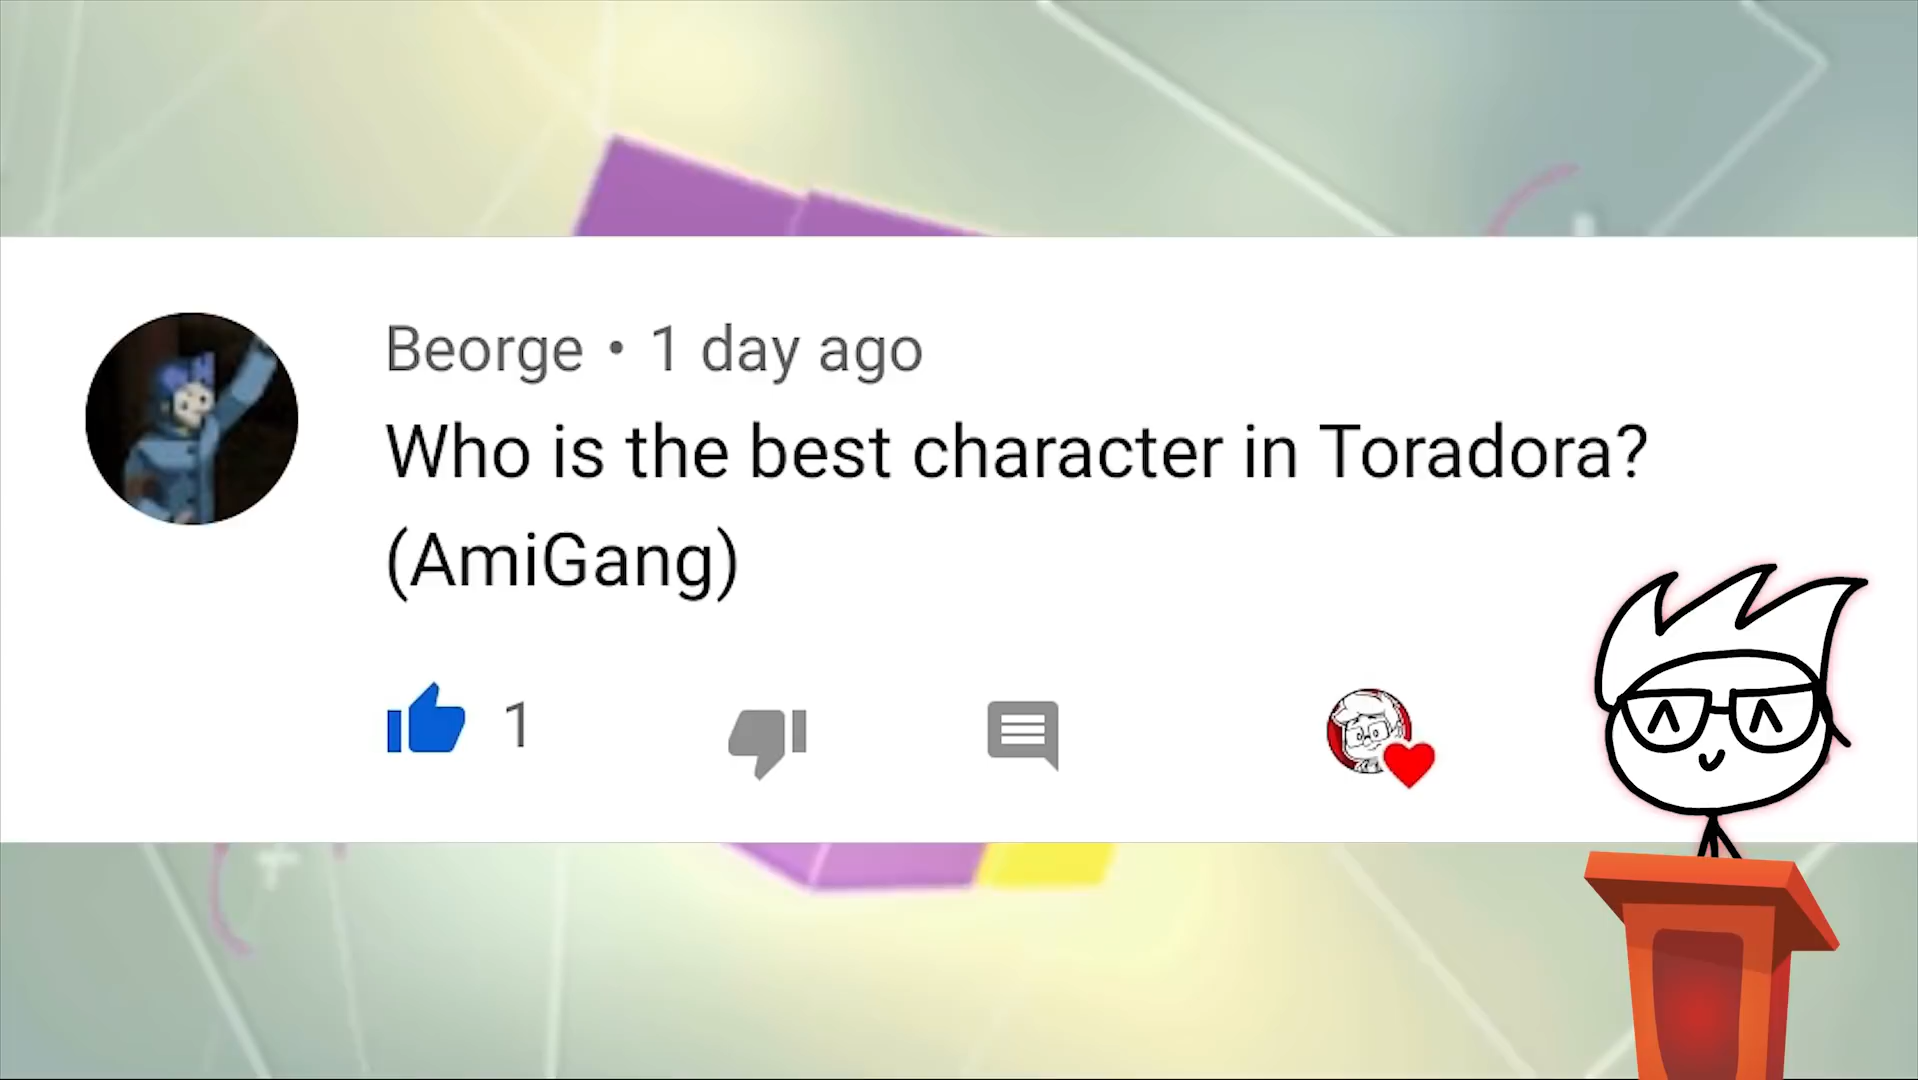 Beorge • 1 day ago
Who is the best character in Toradora?
(AmiGang)
1